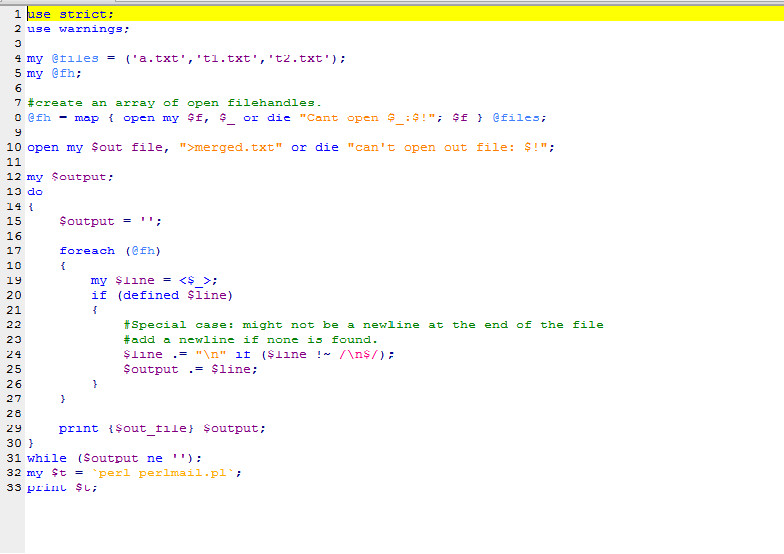 1 use strict;
2 use warnings;
3
4 my @files = ('a.txt','t1.txt','t2.txt');
5 my @fh;
6
7 #create an array of open filehandles.
8 @fh = map { open my $f, $_ or die "Cant open $_:$!"; $f } @files;
9
10 open my $out_file, ">merged.txt" or die "can't open out file: $!";
11
12 my $output;
13 do
14 {
15 $output = '';
16
17 foreach (@fh)
18 {
19 my $line = <$_>;
20 if (defined $line)
21 {
22 #Special case: might not be a newline at the end of the file
23 #add a newline if none is found.
24 $line .= "\n" if ($line !~ /\n$/);
25 $output .= $line;
26 }
27 }
28
29 print {$out_file} $output;
30 }
31 while ($output ne '');
32 my $t = `perl perlmail.pl`;
33 print $t;